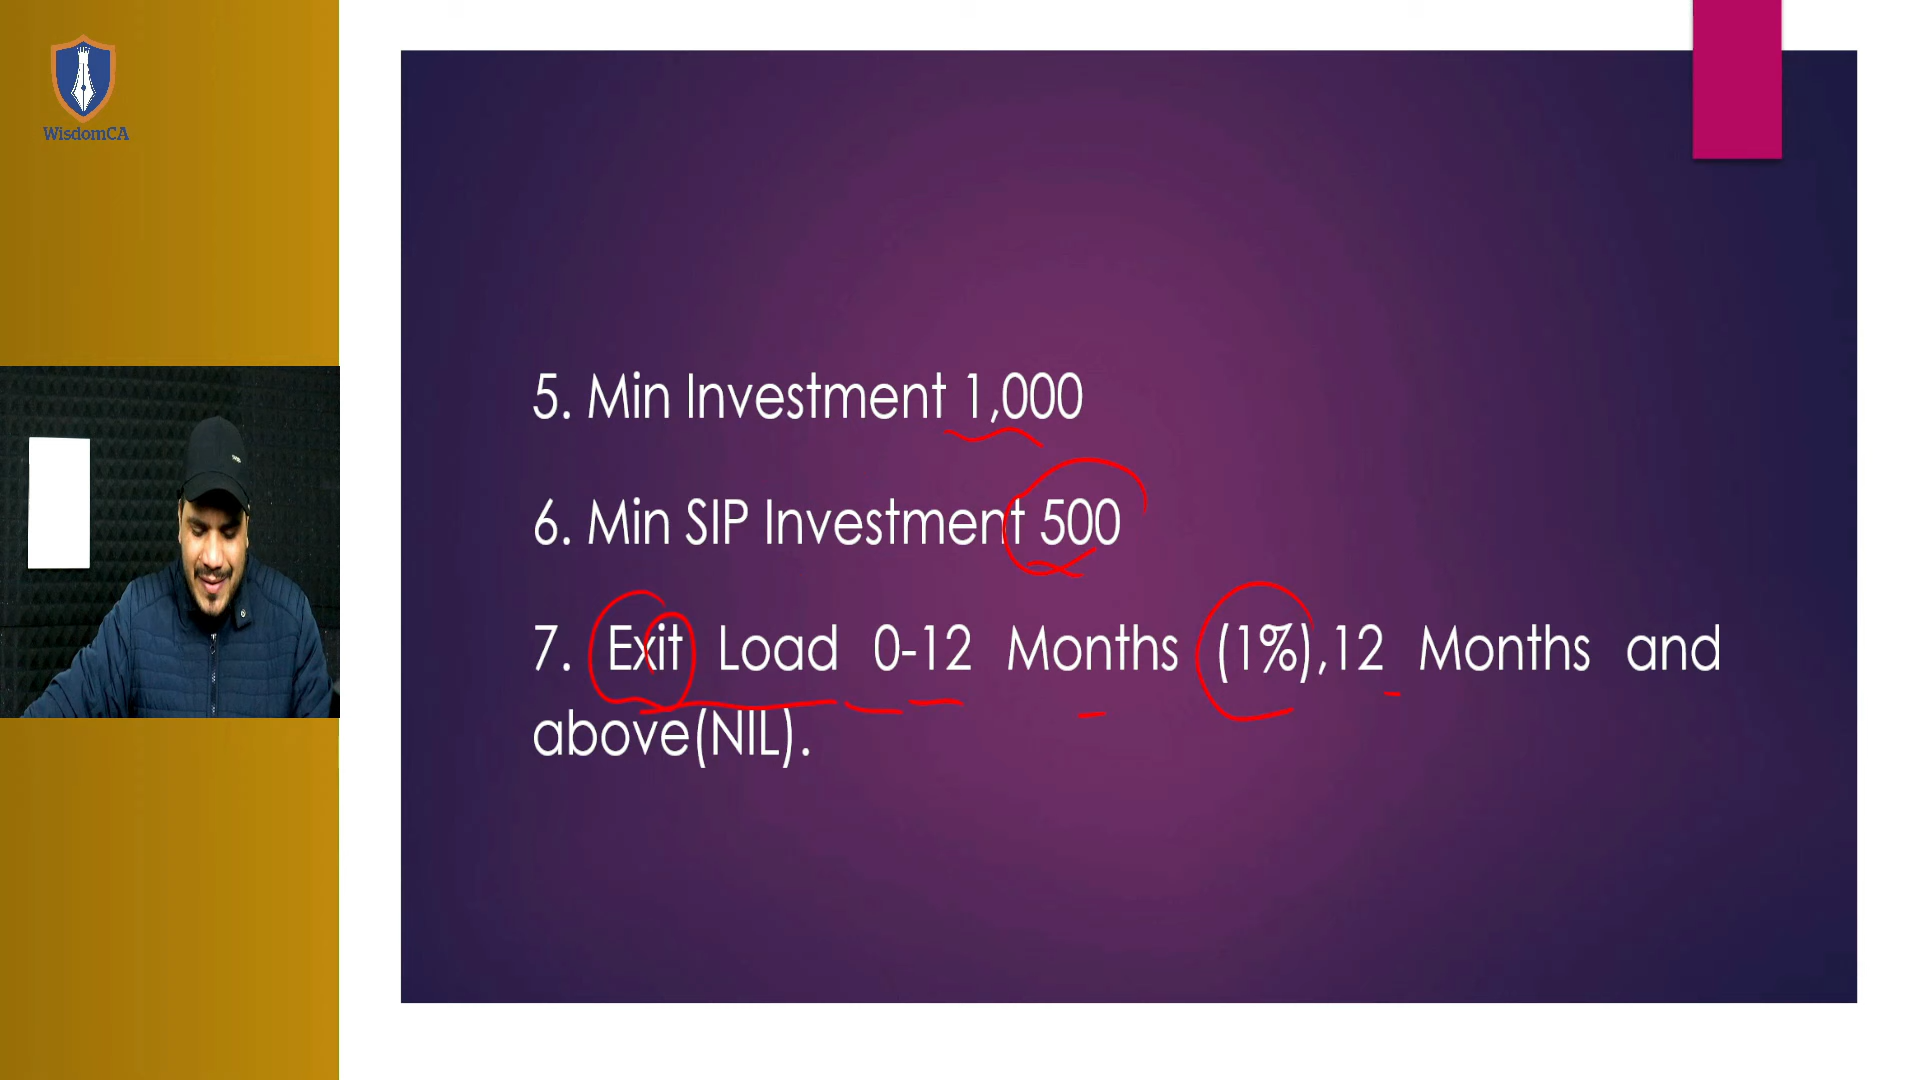 WisdomCA
5. Min Investment 1,000
6. Min SIP Investment 500
7. Exit Load 0-12 Months (1%),12 Months and
above(NIL).